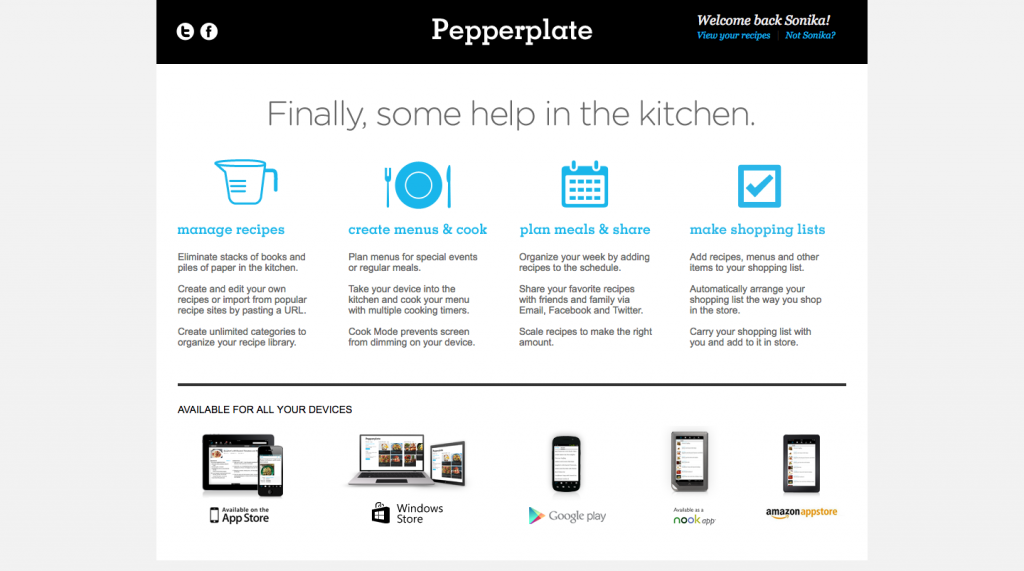 Pepperplate
Welcome back Sonika!
View your recipes | Not Sonika?
Finally, some help in the kitchen.
manage recipes
Eliminate stacks of books and
piles of paper in the kitchen.
Create and edit your own
recipes or import from popular
recipe sites by pasting a URL.
Create unlimited categories to
organize your recipe library.
create menus & cook
Plan menus for special events
or regular meals.
Take your device into the
kitchen and cook your menu
with multiple cooking timers.
Cook Mode prevents screen
from dimming on your device.
plan meals & share
Organize your week by adding
recipes to the schedule.
Share your favorite recipes
with friends and family via
Email, Facebook and Twitter.
Scale recipes to make the right
amount.
make shopping lists
Add recipes, menus and other
items to your shopping list.
Automatically arrange your
shopping list the way you shop
in the store.
Carry your shopping list with
you and add to it in store.
AVAILABLE FOR ALL YOUR DEVICES
Available on the
App Store
Windows
Store
Google play
Available as a
nook app
amazon appstore